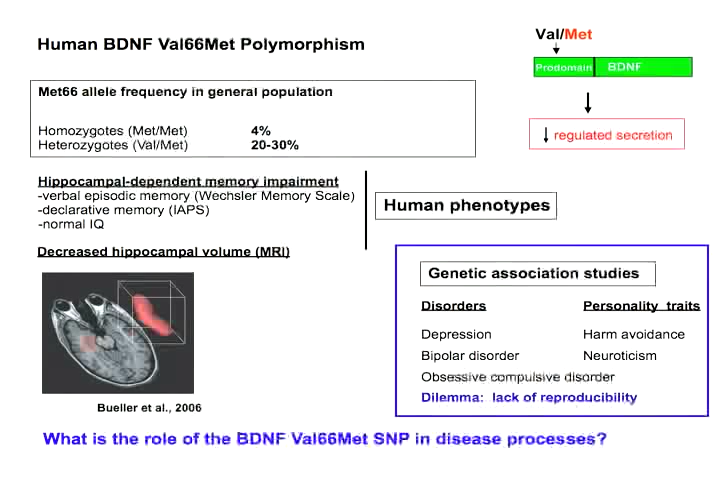 Human BDNF Val66Met Polymorphism
Val/Met
Prodomain BDNF
↓ regulated secretion
Met66 allele frequency in general population
Homozygotes (Met/Met) 4%
Heterozygotes (Val/Met) 20-30%
Hippocampal-dependent memory impairment
-verbal episodic memory (Wechsler Memory Scale)
-declarative memory (IAPS)
-normal IQ
Human phenotypes
Decreased hippocampal volume (MRI)
Bueller et al., 2006
Genetic association studies
Disorders Personality traits
Depression Harm avoidance
Bipolar disorder Neuroticism
Obsessive compulsive disorder
Dilemma: lack of reproducibility
What is the role of the BDNF Val66Met SNP in disease processes?